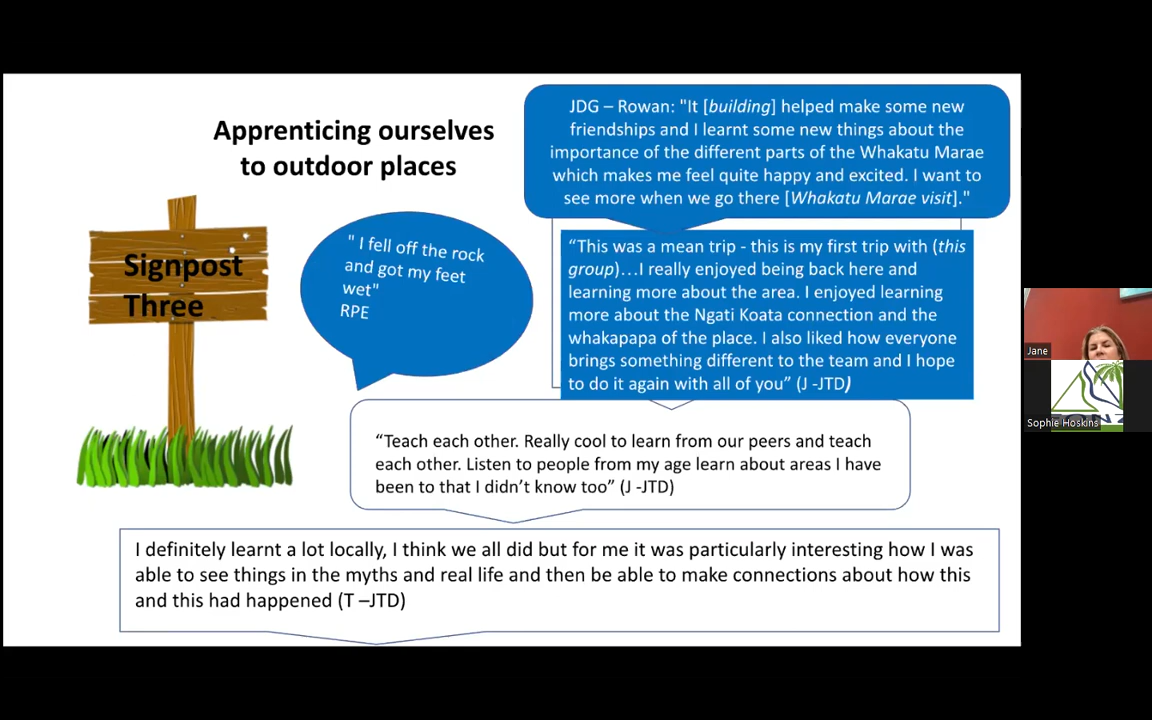 Apprenticing ourselves
to outdoor places
Signpost
Three
JDG – Rowan: "It [building] helped make some new
friendships and I learnt some new things about the
importance of the different parts of the Whakatu Marae
which makes me feel quite happy and excited. I want to
see more when we go there [Whakatu Marae visit]."
" I fell off the rock
and got my feet
wet"
RPE
“This was a mean trip - this is my first trip with (this
group)…I really enjoyed being back here and
learning more about the area. I enjoyed learning
more about the Ngati Koata connection and the
whakapapa of the place. I also liked how everyone
brings something different to the team and I hope
to do it again with all of you” (J -JTD)
“Teach each other. Really cool to learn from our peers and teach
each other. Listen to people from my age learn about areas I have
been to that I didn’t know too” (J -JTD)
I definitely learnt a lot locally, I think we all did but for me it was particularly interesting how I was
able to see things in the myths and real life and then be able to make connections about how this
and this had happened (T –JTD)
Jane
Sophie Hoskins